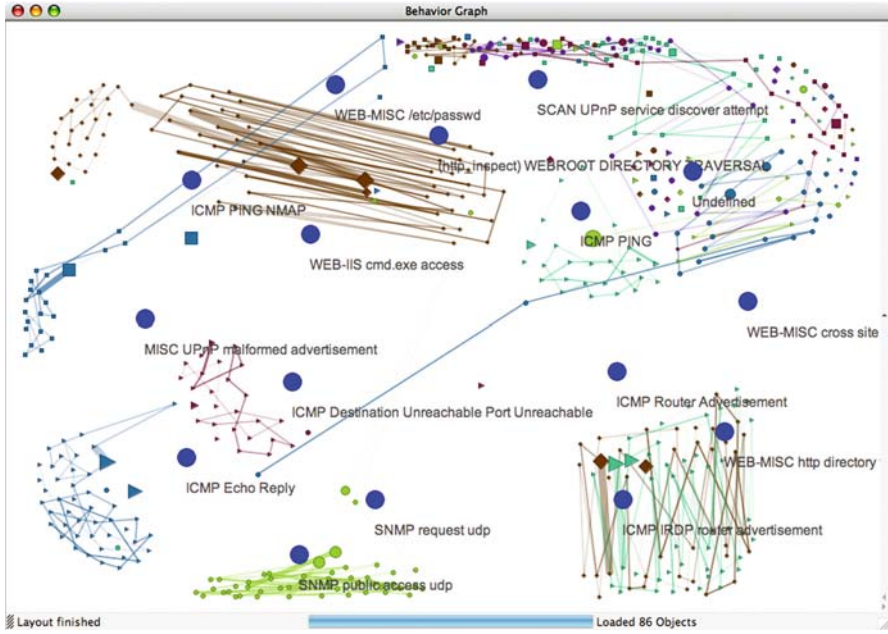 Behavior Graph
WEB-MISC /etc/passwd
SCAN UPnP service discover attempt
(http_inspect) WEBROOT DIRECTORY TRAVERSAL
ICMP PING NMAP
Undefined
ICMP PING
WEB-IIS cmd.exe access
WEB-MISC cross site
MISC UPnP malformed advertisement
ICMP Destination Unreachable Port Unreachable
ICMP Router Advertisement
WEB-MISC http directory
ICMP Echo Reply
SNMP request udp
ICMP IRDP router advertisement
SNMP public access udp
Layout finished
Loaded 86 Objects